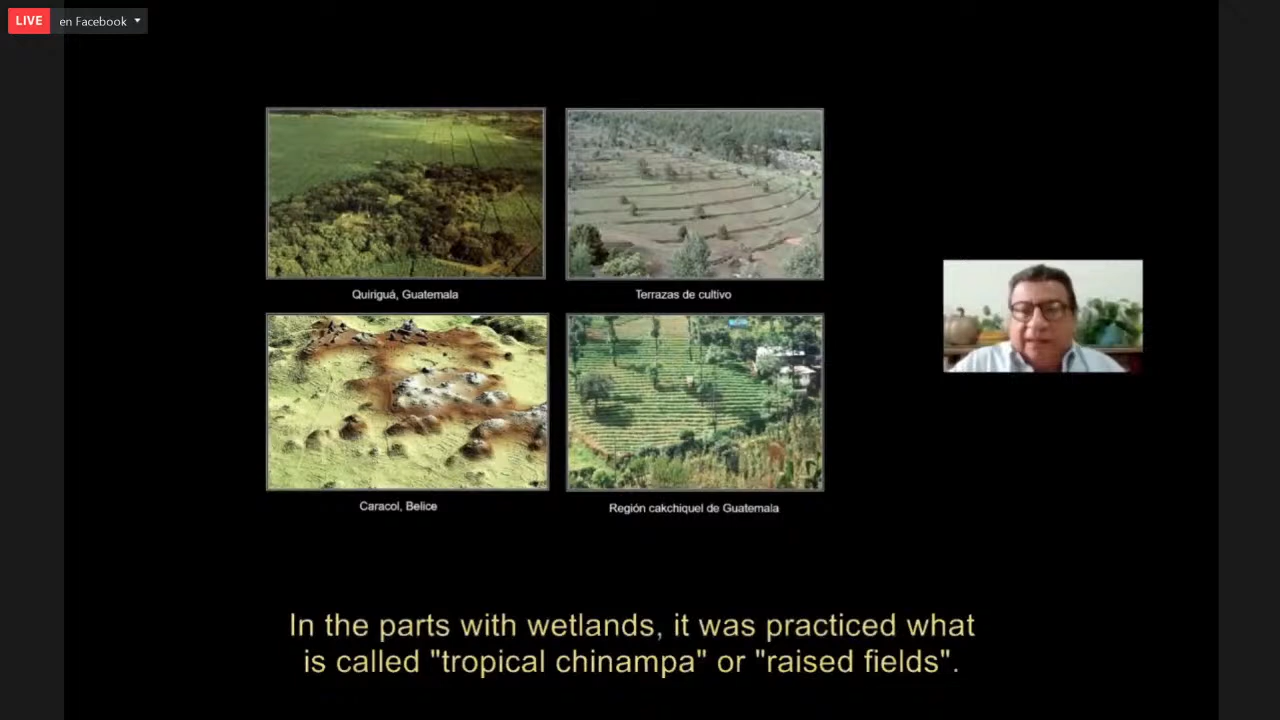 LIVE en Facebook
Quiriguá, Guatemala
Terrazas de cultivo
Caracol, Belice
Región cakchiquel de Guatemala
In the parts with wetlands, it was practiced what
is called "tropical chinampa" or "raised fields".